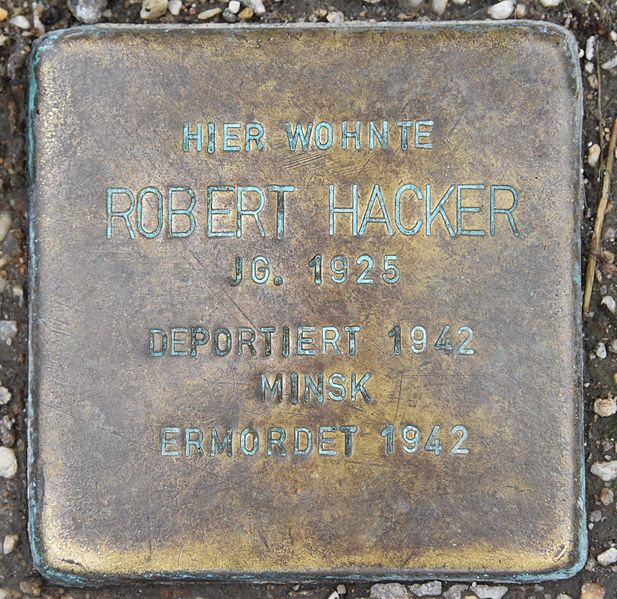 HIER WOHNTE
ROBERT HACKER
JG. 1925
DEPORTIERT 1942
MINSK
ERMORDET 1942